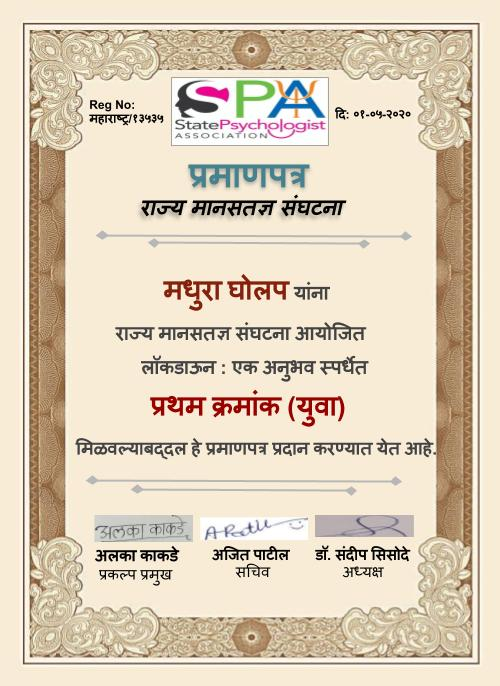 Reg No:
महाराष्ट्र/१३५३५
SPA
StatePsychologist
ASSOCIATION
दि: ०१-०५-२०२०
प्रमाणपत्र
राज्य मानसतज्ञ संघटना
मधुरा घोलप यांना
राज्य मानसतज्ञ संघटना आयोजित
लॉकडाऊन : एक अनुभव स्पर्धेत
प्रथम क्रमांक (युवा)
मिळवल्याबद्दल हे प्रमाणपत्र प्रदान करण्यात येत आहे.
अलका काकडे
अलका काकडे
प्रकल्प प्रमुख
अजित पाटील
सचिव
डॉ. संदीप सिसोदे
अध्यक्ष